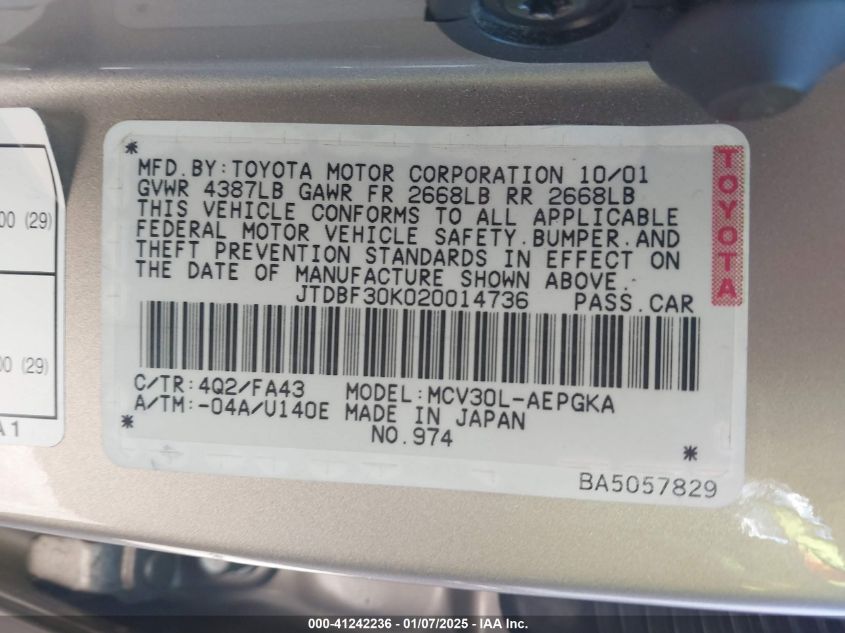 * MFD.BY:TOYOTA MOTOR CORPORATION 10/01
GVWR 4387LB GAWR FR 2668LB RR 2668LB
THIS VEHICLE CONFORMS TO ALL APPLICABLE
FEDERAL MOTOR VEHICLE SAFETY.BUMPER.AND
THEFT PREVENTION STANDARDS IN EFFECT ON
THE DATE OF MANUFACTURE SHOWN ABOVE.
JTDBF30K020014736 PASS.CAR
C/TR:4Q2/FA43 MODEL:MCV30L-AEPGKA
A/TM:-04A/U140E MADE IN JAPAN
* NO.974 *
BA5057829
TOYOTA
00 (29)
00 (29)
A1
000-41242236 - 01/07/2025 - IAA Inc.